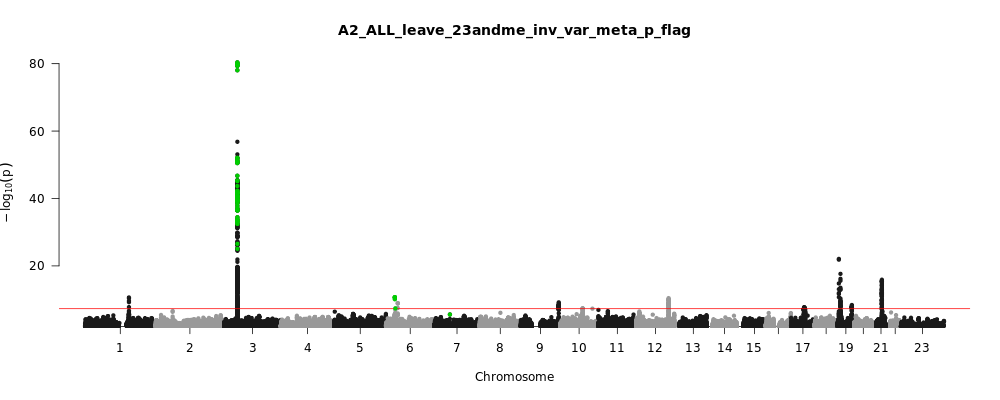 A2_ALL_leave_23andme_inv_var_meta_p_flag
80
60
40
20
−log10(p)
1 2 3 4 5 6 7 8 9 10 11 12 13 14 15 17 19 21 23
Chromosome